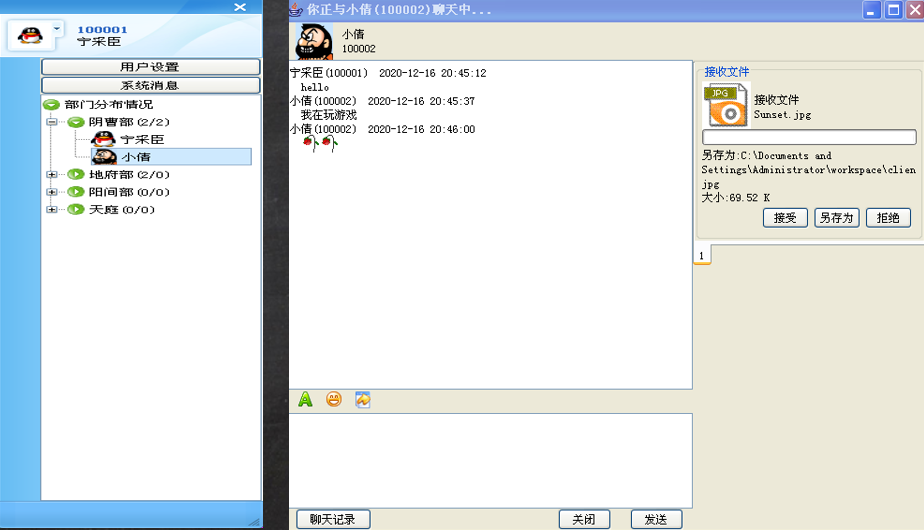 100001
宁采臣
用户设置
系统消息
部门分布情况
阴曹部(2/2)
宁采臣
小倩
地府部(2/0)
阳间部(0/0)
天庭(0/0)
你正与小倩(100002)聊天中...
小倩
100002
宁采臣(100001) 2020-12-16 20:45:12
hello
小倩(100002) 2020-12-16 20:45:37
我在玩游戏
小倩(100002) 2020-12-16 20:46:00
聊天记录
关闭
发送
接收文件
JPG
接收文件
Sunset.jpg
另存为:C:\Documents and
Settings\Administrator\workspace\clien
jpg
大小:69.52 K
接受
另存为
拒绝
1